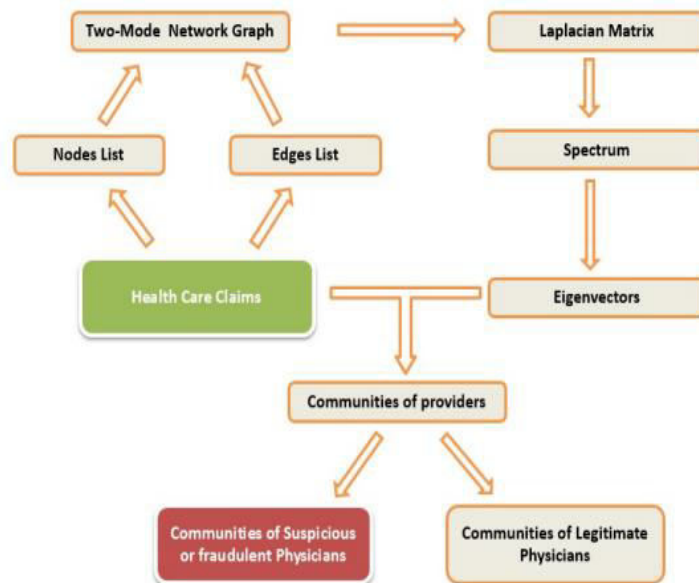 Two-Mode Network Graph
Laplacian Matrix
Nodes List
Edges List
Spectrum
Health Care Claims
Eigenvectors
Communities of providers
Communities of Suspicious
or fraudulent Physicians
Communities of Legitimate
Physicians